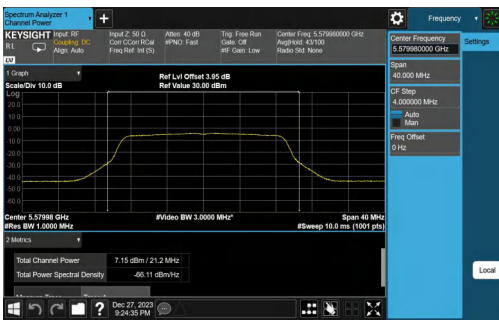 Spectrum Analyzer 1
Channel Power
Frequency
KEYSIGHT
Input: RF
Coupling: DC
Align: Auto
Input Z: 50 Ω
Corr CCorr RCal
Freq Ref: Int (S)
Atten: 40 dB
#PNO: Fast
Trig: Free Run
Gate: Off
#IF Gain: Low
Center Freq: 5.579980000 GHz
Avg|Hold: 43/100
Radio Std: None
RL
Center Frequency
5.579980000 GHz
Settings
Span
40.000 MHz
CF Step
4.000000 MHz
Auto
Man
Freq Offset
0 Hz
Local
1 Graph
Scale/Div 10.0 dB
Ref Lvl Offset 3.95 dB
Ref Value 30.00 dBm
Log
20.0
10.0
0.00
-10.0
-20.0
-30.0
-40.0
-50.0
-60.0
Center 5.57998 GHz
#Res BW 1.0000 MHz
#Video BW 3.0000 MHz*
Span 40 MHz
#Sweep 10.0 ms (1001 pts)
2 Metrics
Total Channel Power 7.15 dBm / 21.2 MHz
Total Power Spectral Density -66.11 dBm/Hz
Dec 27, 2023
9:24:35 PM